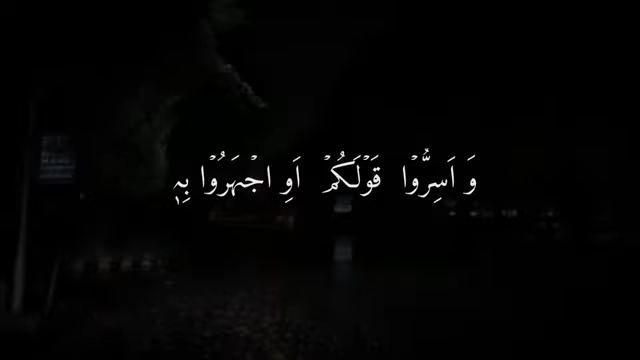 وَ اَسِرُّوۡا قَوۡلَكُمۡ اَوِ اجۡهَرُوۡا بِهٖ